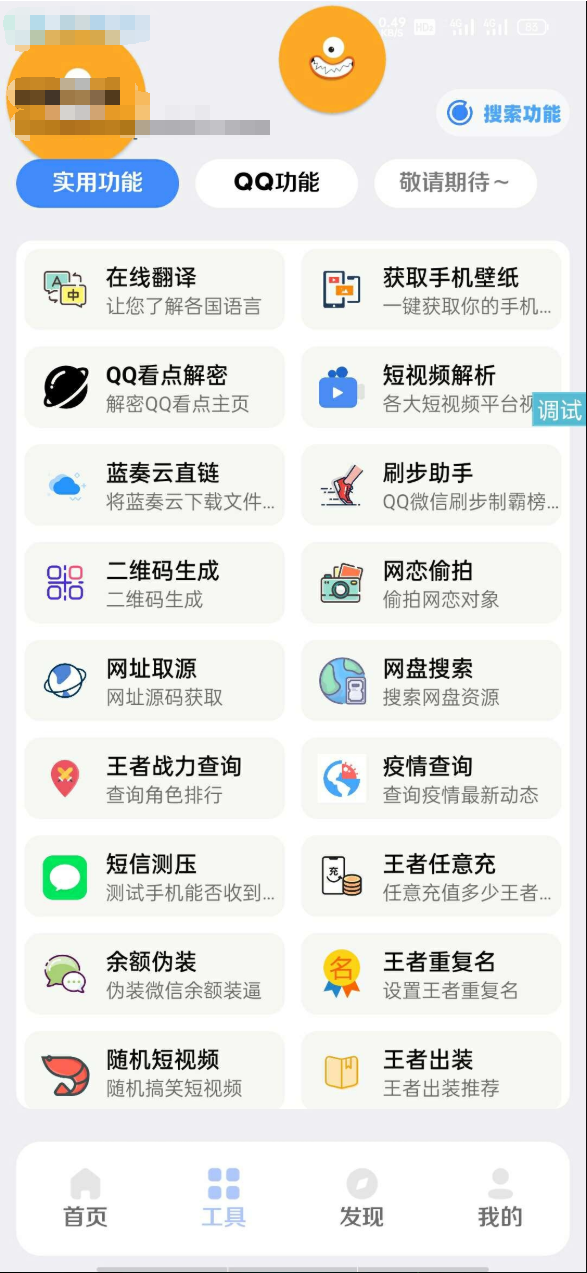 0.49
KB/S
HD
4G
4G
85
搜索功能
实用功能
QQ功能
敬请期待~
在线翻译
让您了解各国语言
获取手机壁纸
一键获取你的手机...
QQ看点解密
解密QQ看点主页
短视频解析
各大短视频平台视
调试
蓝奏云直链
将蓝奏云下载文件...
刷步助手
QQ微信刷步制霸榜...
二维码生成
二维码生成
网恋偷拍
偷拍网恋对象
网址取源
网址源码获取
网盘搜索
搜索网盘资源
王者战力查询
查询角色排行
疫情查询
查询疫情最新动态
短信测压
测试手机能否收到...
充
王者任意充
任意充值多少王者...
余额伪装
伪装微信余额装逼
名
王者重复名
设置王者重复名
随机短视频
随机搞笑短视频
王者出装
王者出装推荐
首页
工具
发现
我的